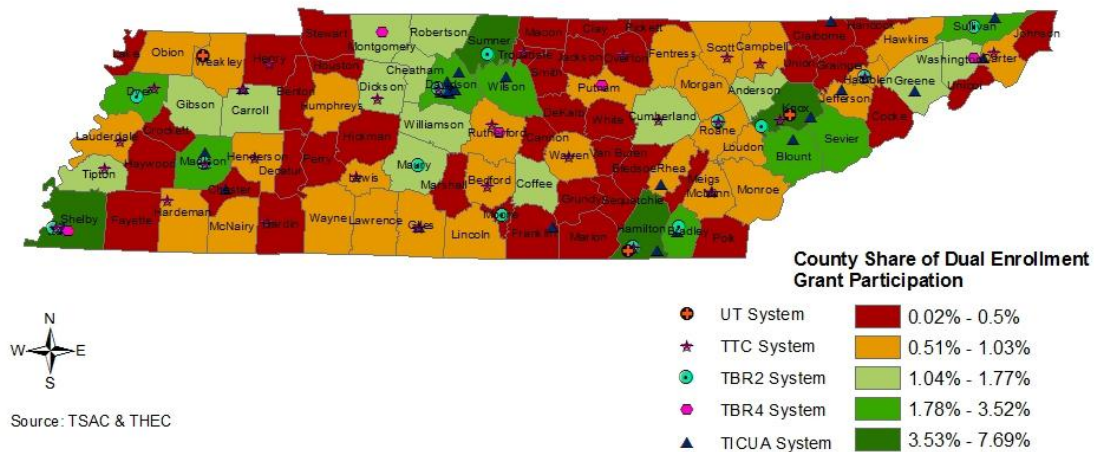 Stewart
Montgomery
Robertson
Sumner
Macon
Clay
Pickett
Hancock
Sullivan
Johnson
Lake
Obion
Weakley
Henry
Houston
Trousdale
Jackson
Overton
Fentress
Scott
Campbell
Claiborne
Hawkins
Union
Grainger
Washington
Carter
Cheatham
Smith
Dickson
Davidson
Wilson
Putnam
Morgan
Anderson
Hamblen
Greene
Unicoi
Dyer
Gibson
Carroll
Benton
Humphreys
Knox
Jefferson
DeKalb
White
Cumberland
Roane
Cocke
Lauderdale
Crockett
Williamson
Rutherford
Cannon
Hickman
Loudon
Sevier
Tipton
Haywood
Madison
Henderson
Decatur
Perry
Maury
Warren
Van Buren
Blount
Lewis
Bedford
Coffee
Bledsoe
Rhea
Meigs
McMinn
Monroe
Chester
Marshall
Grundy
Sequatchie
Shelby
Fayette
Hardeman
McNairy
Hardin
Wayne
Lawrence
Giles
Lincoln
Moore
Franklin
Marion
Hamilton
Bradley
Polk
County Share of Dual Enrollment
Grant Participation
UT System 0.02% - 0.5%
TTC System 0.51% - 1.03%
TBR2 System 1.04% - 1.77%
TBR4 System 1.78% - 3.52%
TICUA System 3.53% - 7.69%
N
W E
S
Source: TSAC & THEC